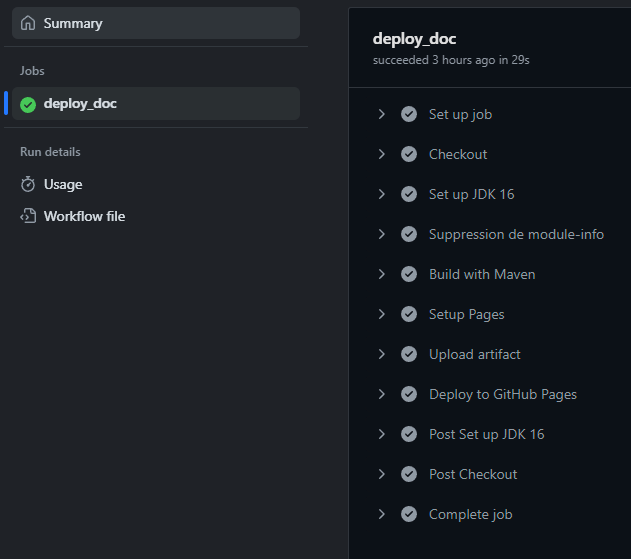 Summary
Jobs
deploy_doc
Run details
Usage
Workflow file
deploy_doc
succeeded 3 hours ago in 29s
Set up job
Checkout
Set up JDK 16
Suppression de module-info
Build with Maven
Setup Pages
Upload artifact
Deploy to GitHub Pages
Post Set up JDK 16
Post Checkout
Complete job